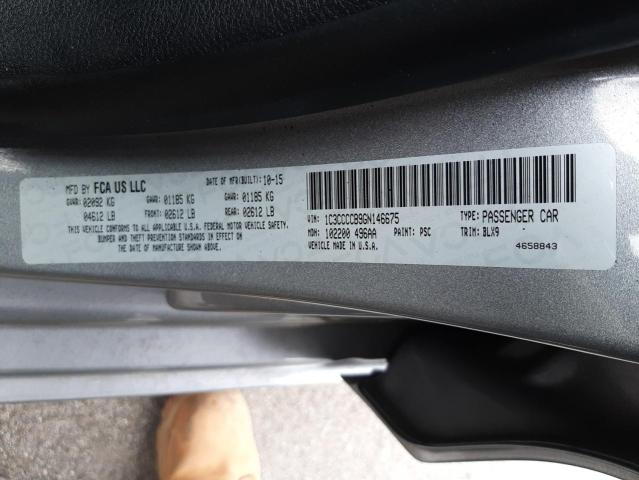 MFD BY FCA US LLC DATE OF MFR(BUILT): 10-15
GVWR: 02092 KG GAWR: 01185 KG GAWR: 01185 KG
04612 LB FRONT: 02612 LB REAR: 02612 LB
THIS VEHICLE CONFORMS TO ALL APPLICABLE U.S.A. FEDERAL MOTOR VEHICLE SAFETY,
BUMPER AND THEFT PREVENTION STANDARDS IN EFFECT ON
THE DATE OF MANUFACTURE SHOWN ABOVE.
VIN: 1C3CCCCB9GN146675 TYPE: PASSENGER CAR
MDH: 102200 496AA PAINT: PSC TRIM: BLX9
VEHICLE MADE IN U.S.A. 4658843